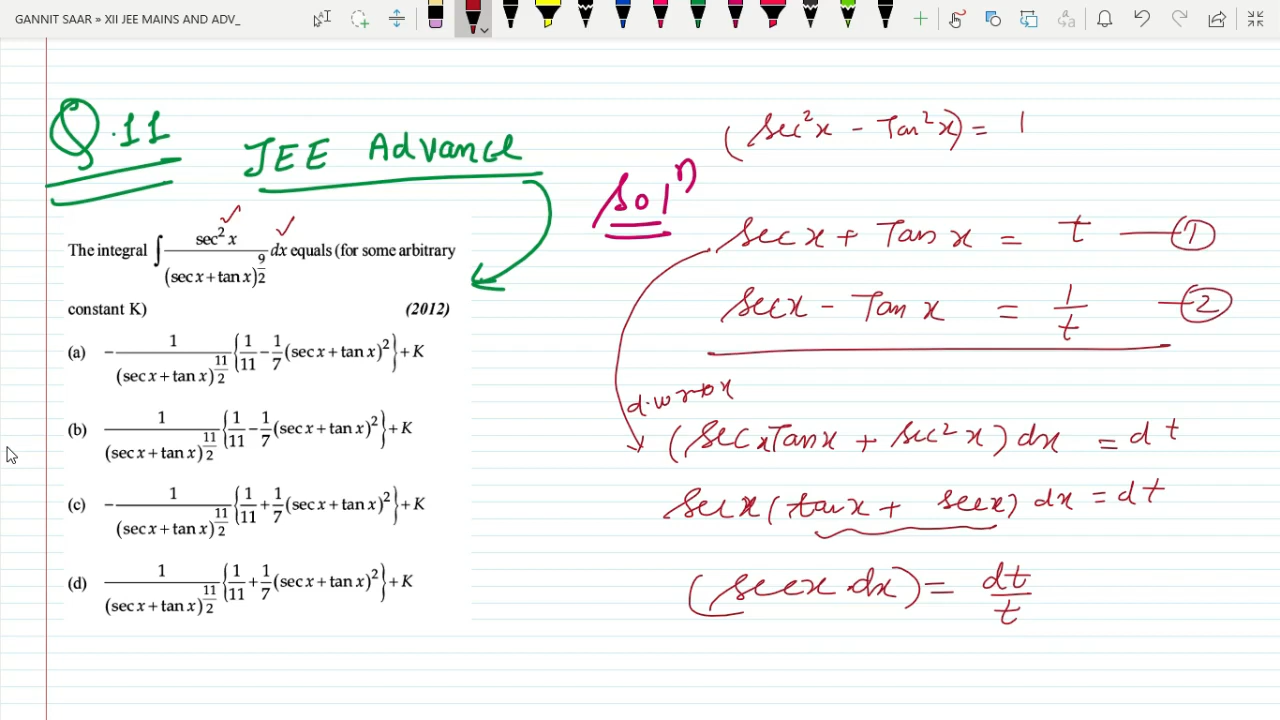 GANNIT SAAR » XII JEE MAINS AND ADV_
Q.11
JEE Advance
The integral ∫ sec² x / (sec x + tan x)^(9/2) dx equals (for some arbitrary
constant K) (2012)
(a) − 1/(sec x + tan x)^(11/2) {1/11 − 1/7 (sec x + tan x)²} + K
(b) 1/(sec x + tan x)^(11/2) {1/11 − 1/7 (sec x + tan x)²} + K
(c) − 1/(sec x + tan x)^(11/2) {1/11 + 1/7 (sec x + tan x)²} + K
(d) 1/(sec x + tan x)^(11/2) {1/11 + 1/7 (sec x + tan x)²} + K
Solⁿ
(sec²x − Tan²x) = 1
sec x + Tan x = t — ①
sec x − Tan x = 1/t — ②
d·w·r·to x
(sec x Tan x + sec² x) dx = dt
sec x (tan x + sec x) dx = dt
(sec x dx) = dt/t